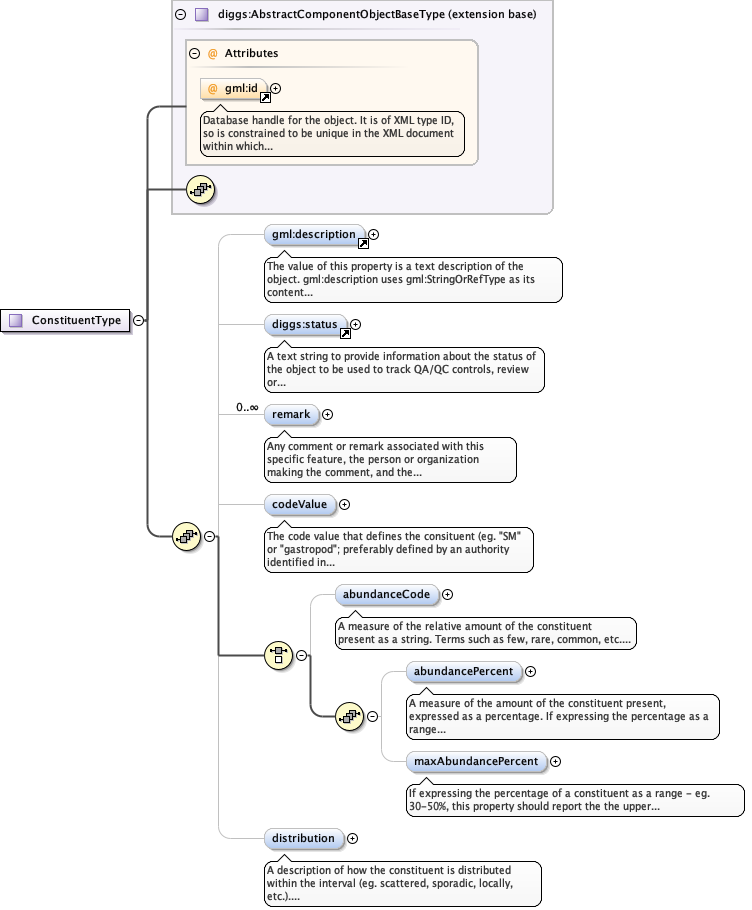 diggs:AbstractComponentObjectBaseType (extension base)
@ Attributes
@ gml:id
Database handle for the object. It is of XML type ID,
so is constrained to be unique in the XML document
within which...
gml:description
The value of this property is a text description of the
object. gml:description uses gml:StringOrRefType as its
content...
ConstituentType
diggs:status
A text string to provide information about the status of
the object to be used to track QA/QC controls, review
or...
0..∞
remark
Any comment or remark associated with this
specific feature, the person or organization
making the comment, and the...
codeValue
The code value that defines the consituent (eg. "SM"
or "gastropod"; preferably defined by an authority
identified in...
abundanceCode
A measure of the relative amount of the constituent
present as a string. Terms such as few, rare, common, etc....
abundancePercent
A measure of the amount of the constituent present,
expressed as a percentage. If expressing the percentage as a
range...
maxAbundancePercent
If expressing the percentage of a constituent as a range - eg.
30-50%, this property should report the the upper...
distribution
A description of how the constituent is distributed
within the interval (eg. scattered, sporadic, locally,
etc.)....